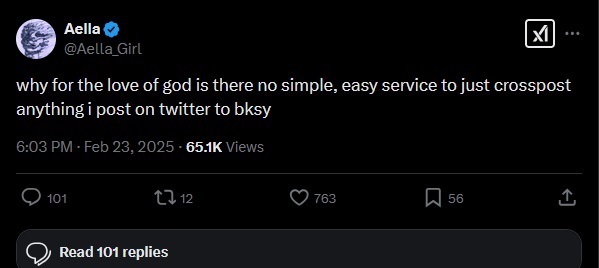 Aella
@Aella_Girl
why for the love of god is there no simple, easy service to just crosspost
anything i post on twitter to bksy
6:03 PM · Feb 23, 2025 · 65.1K Views
101 12 763 56
Read 101 replies